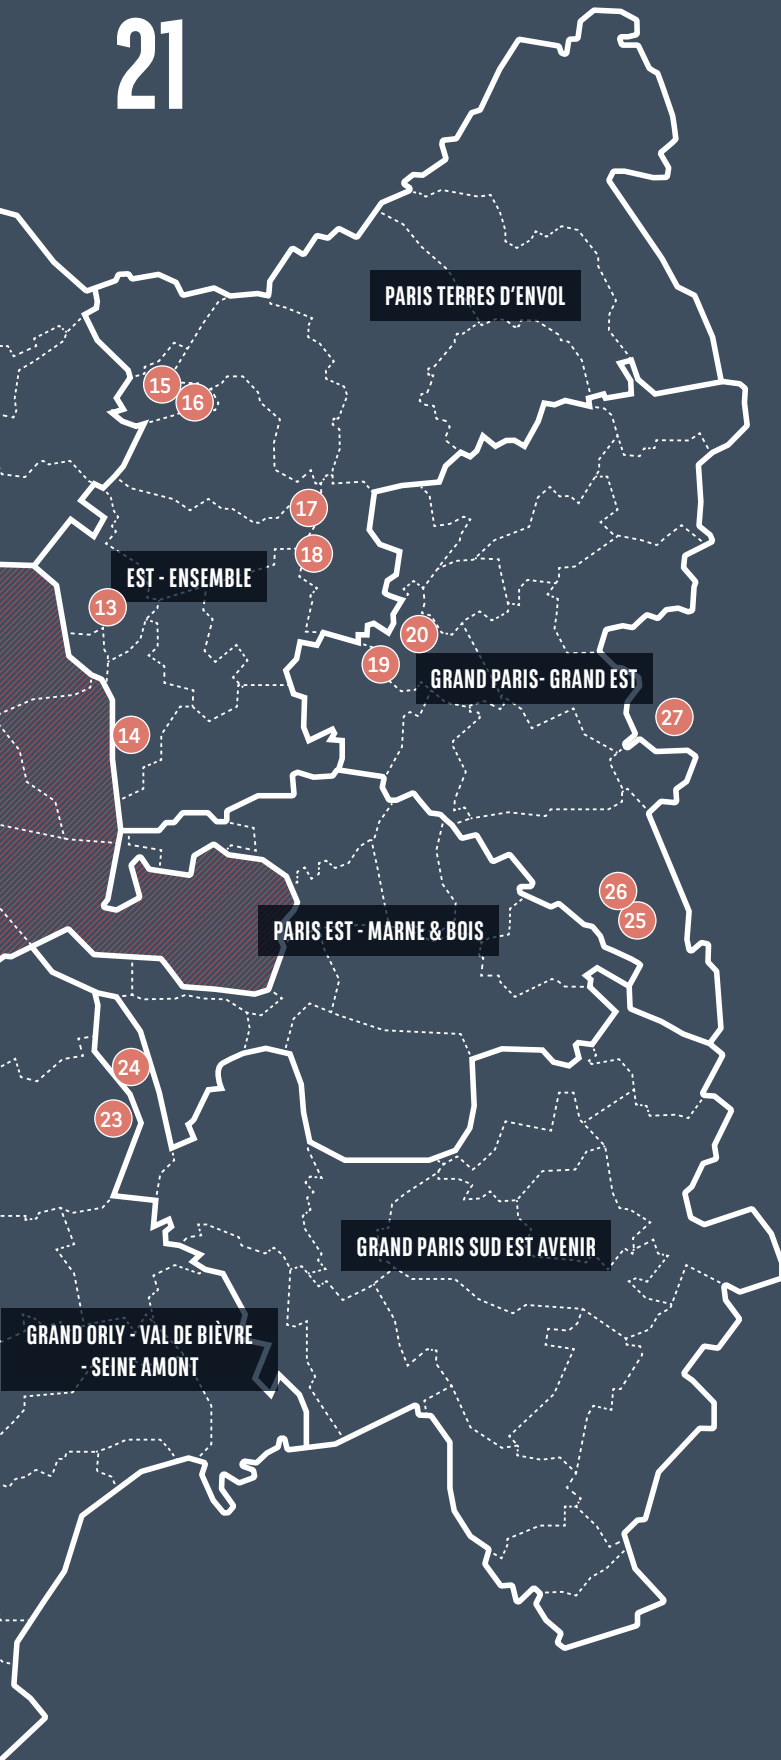 21
PARIS TERRES D'ENVOL
15
16
17
18
EST - ENSEMBLE
13
20
19
GRAND PARIS- GRAND EST
27
14
26
25
PARIS EST - MARNE & BOIS
24
23
GRAND PARIS SUD EST AVENIR
GRAND ORLY - VAL DE BIÈVRE
- SEINE AMONT